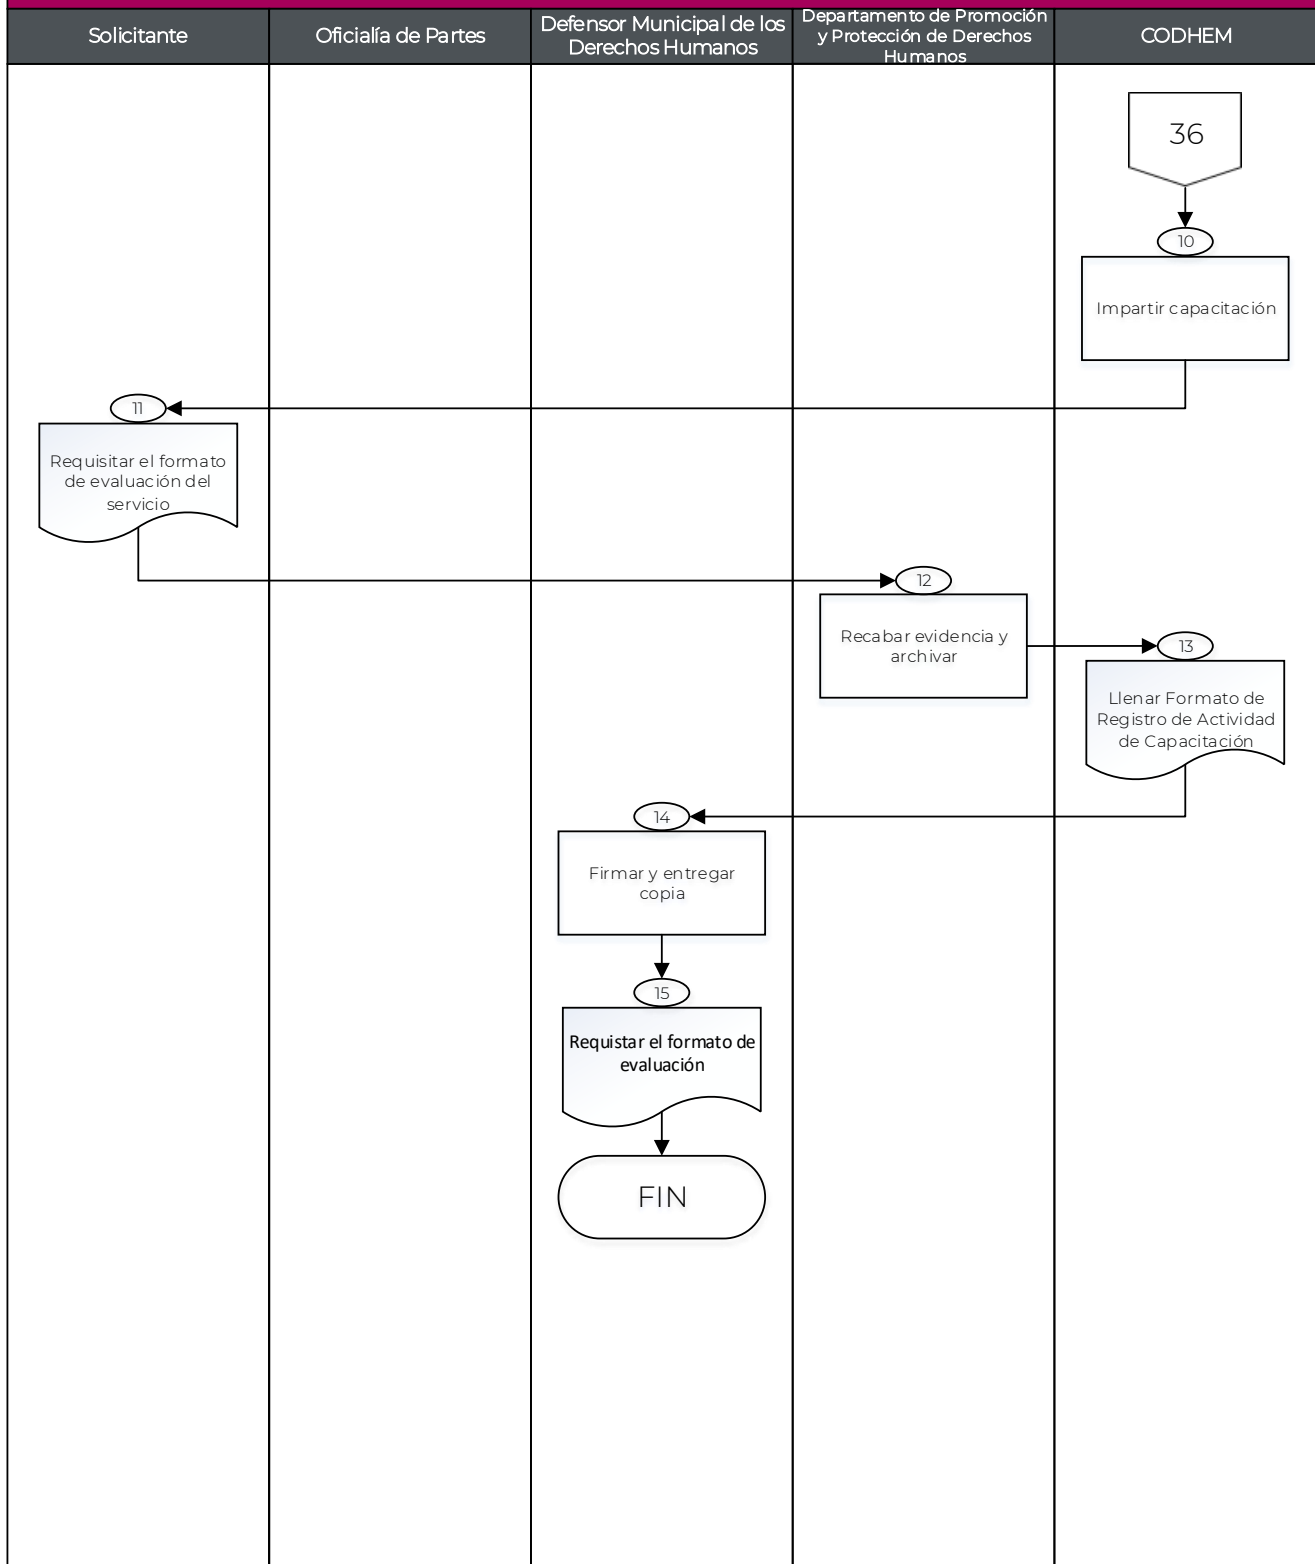 Solicitante
Oficialía de Partes
Defensor Municipal de los
Derechos Humanos
Departamento de Promoción
y Protección de Derechos
Humanos
CODHEM
36
10
Impartir capacitación
11
Requisitar el formato
de evaluación del
servicio
12
Recabar evidencia y
archivar
13
Llenar Formato de
Registro de Actividad
de Capacitación
14
Firmar y entregar
copia
15
Requistar el formato de
evaluación
FIN